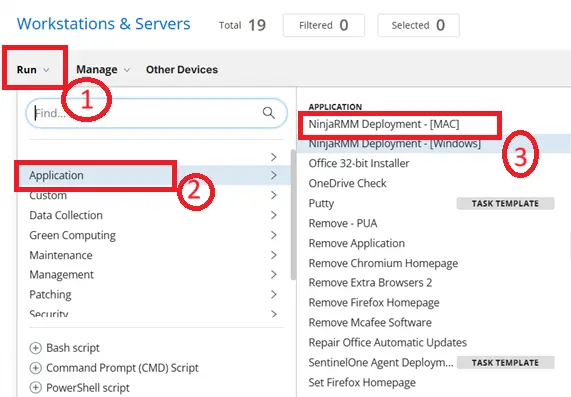 Workstations & Servers Total 19 Filtered 0 Selected 0
Run Manage Other Devices
1
Find...
Application
2
Custom
Data Collection
Green Computing
Maintenance
Management
Patching
Security
Bash script
Command Prompt (CMD) Script
PowerShell script
APPLICATION
NinjaRMM Deployment - [MAC]
NinjaRMM Deployment - [Windows]
3
Office 32-bit Installer
OneDrive Check
Putty TASK TEMPLATE
Remove - PUA
Remove Application
Remove Chromium Homepage
Remove Extra Browsers 2
Remove Firefox Homepage
Remove Mcafee Software
Repair Office Automatic Updates
SentinelOne Agent Deploym... TASK TEMPLATE
Set Firefox Homepage